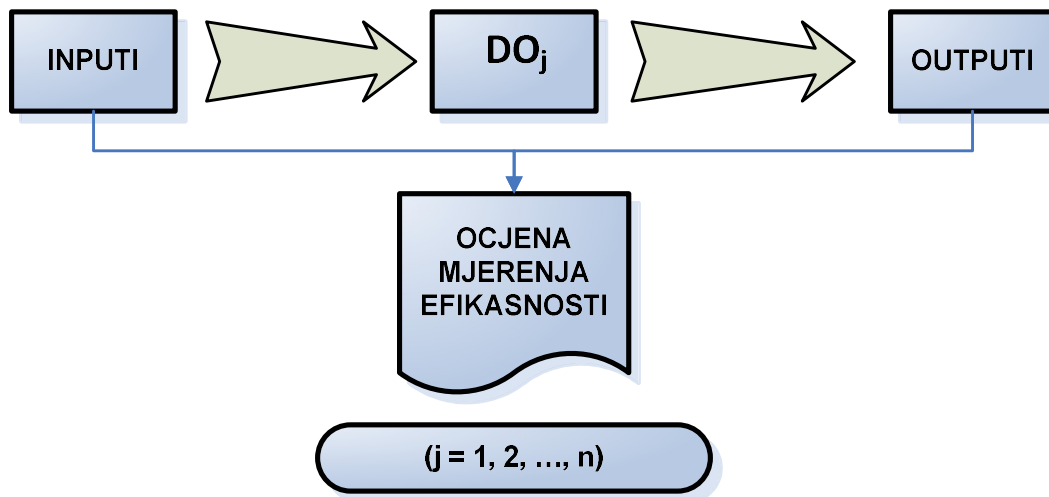 INPUTI
DOj
OUTPUTI
OCJENA
MJERENJA
EFIKASNOSTI
(j = 1, 2, ..., n)